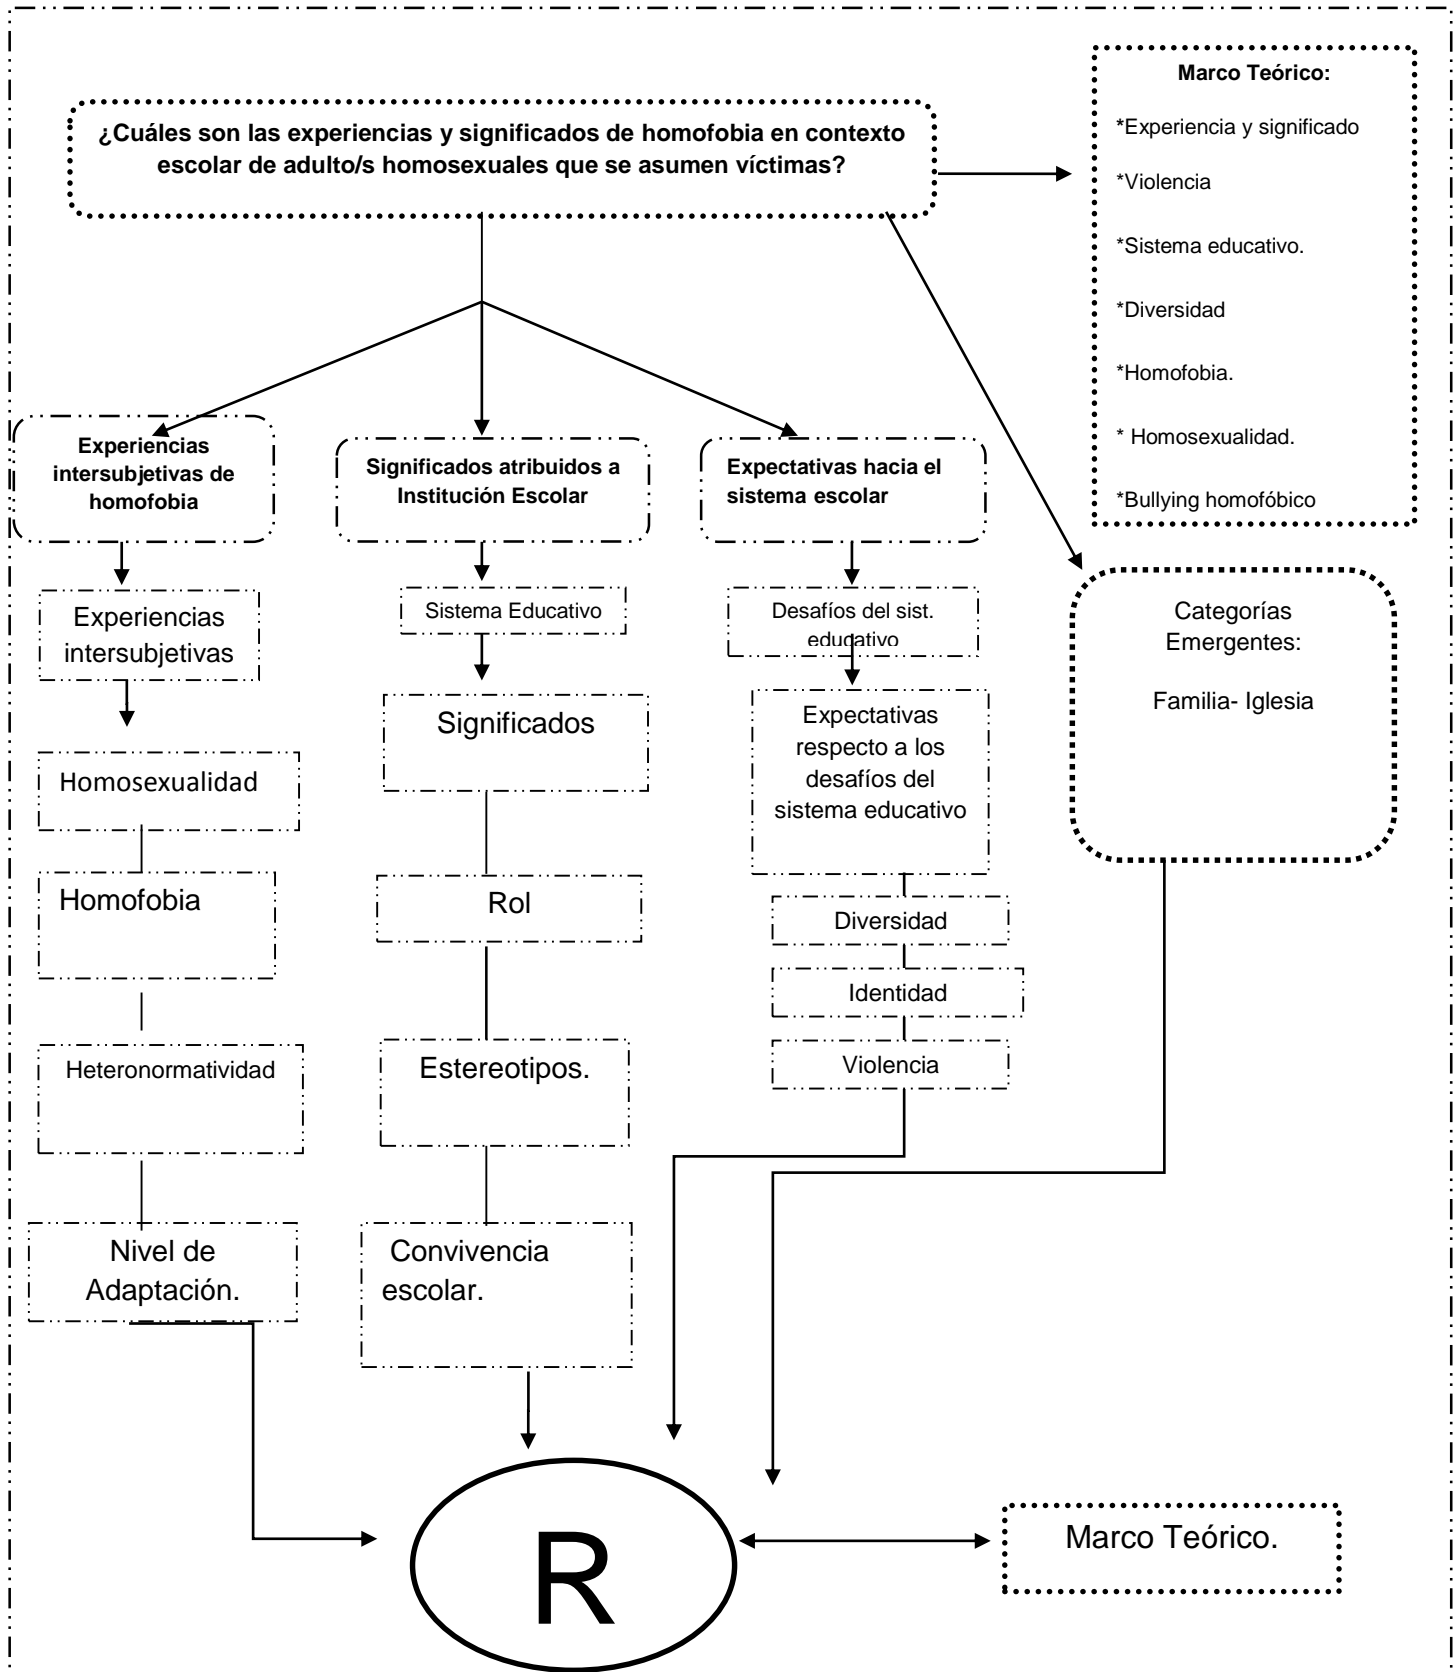 ¿Cuáles son las experiencias y significados de homofobia en contexto
escolar de adulto/s homosexuales que se asumen víctimas?
Marco Teórico:
*Experiencia y significado
*Violencia
*Sistema educativo.
*Diversidad
*Homofobia.
* Homosexualidad.
*Bullying homofóbico
Experiencias
intersubjetivas de
homofobia
Significados atribuidos a
Institución Escolar
Expectativas hacia el
sistema escolar
Experiencias
intersubjetivas
Homosexualidad
Homofobia
Heteronormatividad
Nivel de
Adaptación.
Sistema Educativo
Significados
Rol
Estereotipos.
Convivencia
escolar.
Desafíos del sist.
educativo
Expectativas
respecto a los
desafíos del
sistema educativo
Diversidad
Identidad
Violencia
Categorías
Emergentes:
Familia- Iglesia
R
Marco Teórico.